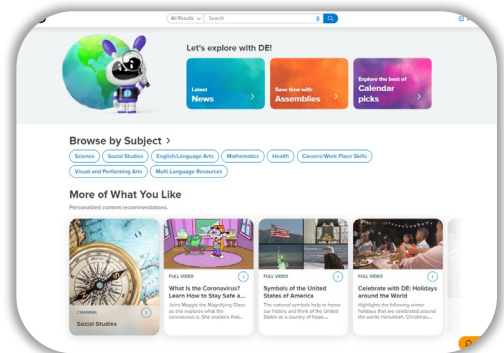 All Results
Search
Let's explore with DE!
Latest
News
Save time with
Assemblies
Explore the best of
Calendar
picks
Browse by Subject >
Science
Social Studies
English/Language Arts
Mathematics
Health
Careers/Work Place Skills
Visual and Performing Arts
Multi-Language Resources
More of What You Like
Personalized content recommendations.
CHANNEL
Social Studies
FULL VIDEO
What Is the Coronavirus?
Learn How to Stay Safe a...
Joins Maggie the Magnifying Glass
as she explores what the
coronavirus is. She explains that...
FULL VIDEO
Symbols of the United
States of America
The national symbols help to honor
our history and think of the United
States as a country of hope,...
FULL VIDEO
Celebrate with DE: Holidays
around the World
Highlights the following winter
holidays that are celebrated around
the world: Hanukkah, Christmas,...